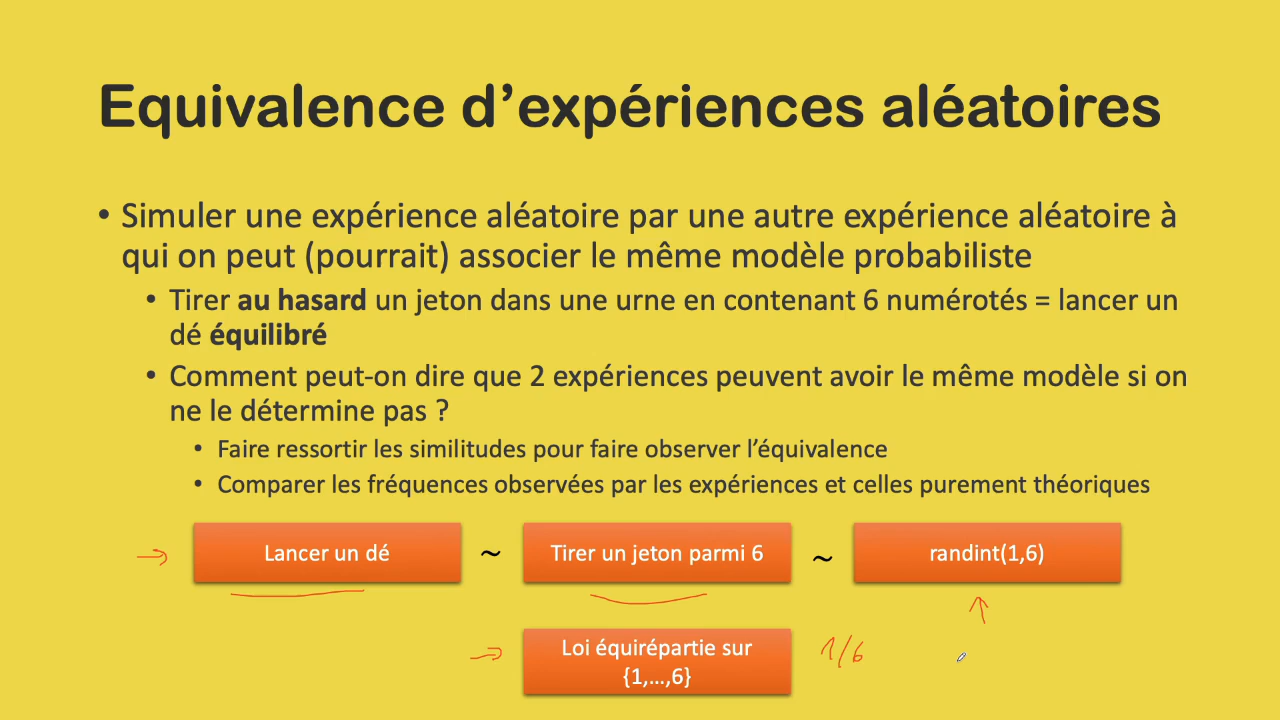 Equivalence d’expériences aléatoires
• Simuler une expérience aléatoire par une autre expérience aléatoire à
qui on peut (pourrait) associer le même modèle probabiliste
• Tirer au hasard un jeton dans une urne en contenant 6 numérotés = lancer un
dé équilibré
• Comment peut-on dire que 2 expériences peuvent avoir le même modèle si on
ne le détermine pas ?
• Faire ressortir les similitudes pour faire observer l’équivalence
• Comparer les fréquences observées par les expériences et celles purement théoriques
Lancer un dé ~ Tirer un jeton parmi 6 ~ randint(1,6)
Loi équirépartie sur
{1,...,6}
1/6